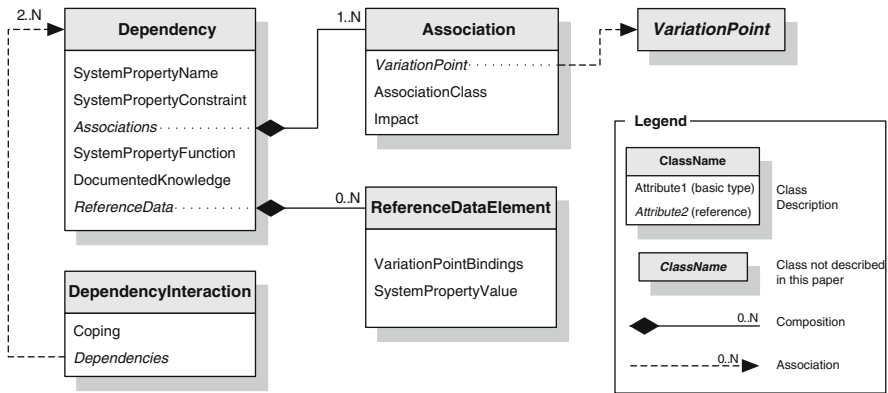 2..N
Dependency
SystemPropertyName
SystemPropertyConstraint
Associations
SystemPropertyFunction
DocumentedKnowledge
ReferenceData
1..N
Association
VariationPoint
AssociationClass
Impact
VariationPoint
0..N
ReferenceDataElement
VariationPointBindings
SystemPropertyValue
DependencyInteraction
Coping
Dependencies
Legend
ClassName
Attribute1 (basic type)
Attribute2 (reference)
Class
Description
ClassName
Class not described
in this paper
0..N
Composition
0..N
Association